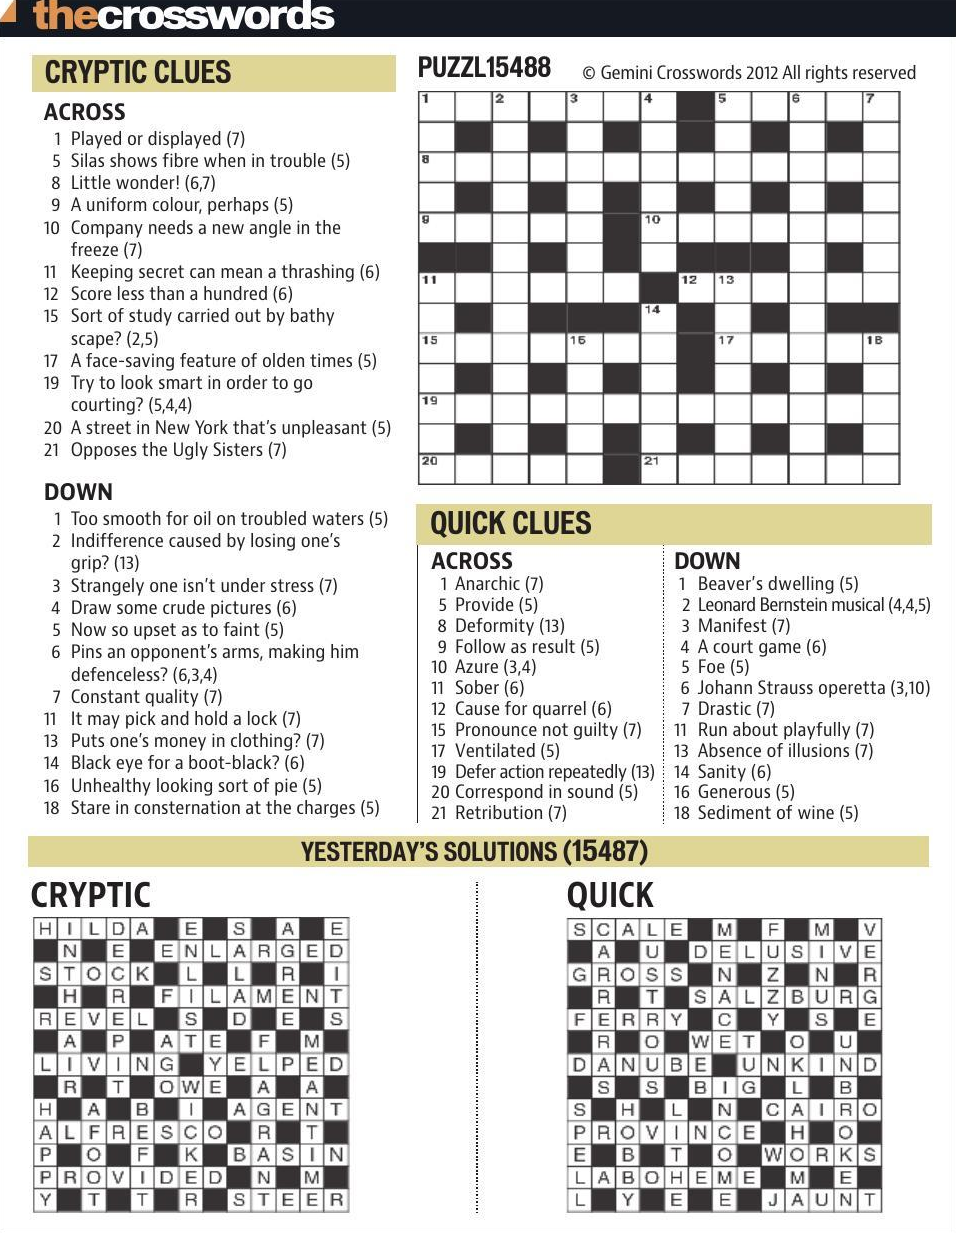 thecrosswords
CRYPTIC CLUES
ACROSS
1 Played or displayed (7)
5 Silas shows fibre when in trouble (5)
8 Little wonder! (6,7)
9 A uniform colour, perhaps (5)
10 Company needs a new angle in the
freeze (7)
11 Keeping secret can mean a thrashing (6)
12 Score less than a hundred (6)
15 Sort of study carried out by bathy
scape? (2,5)
17 A face-saving feature of olden times (5)
19 Try to look smart in order to go
courting? (5,4,4)
20 A street in New York that's unpleasant (5)
21 Opposes the Ugly Sisters (7)
DOWN
1 Too smooth for oil on troubled waters (5)
2 Indifference caused by losing one's
grip? (13)
3 Strangely one isn't under stress (7)
4 Draw some crude pictures (6)
5 Now so upset as to faint (5)
6 Pins an opponent's arms, making him
defenceless? (6,3,4)
7 Constant quality (7)
11 It may pick and hold a lock (7)
13 Puts one's money in clothing? (7)
14 Black eye for a boot-black? (6)
16 Unhealthy looking sort of pie (5)
18 Stare in consternation at the charges (5)
PUZZL15488 © Gemini Crosswords 2012 All rights reserved
1 2 3 4 5 6 7
8
9 10
11 12 13
14
15 16 17 18
19
20 21
QUICK CLUES
ACROSS
1 Anarchic (7)
5 Provide (5)
8 Deformity (13)
9 Follow as result (5)
10 Azure (3,4)
11 Sober (6)
12 Cause for quarrel (6)
15 Pronounce not guilty (7)
17 Ventilated (5)
19 Defer action repeatedly (13)
20 Correspond in sound (5)
21 Retribution (7)
DOWN
1 Beaver's dwelling (5)
2 Leonard Bernstein musical (4,4,5)
3 Manifest (7)
4 A court game (6)
5 Foe (5)
6 Johann Strauss operetta (3,10)
7 Drastic (7)
11 Run about playfully (7)
13 Absence of illusions (7)
14 Sanity (6)
16 Generous (5)
18 Sediment of wine (5)
YESTERDAY'S SOLUTIONS (15487)
CRYPTIC
HILDA E S A E
N E ENLARGED
STOCK L L R I
H R FILAMENT
REVEL S D E S
A P ATE F M
LIVING YELPED
R T OWE A A
H A B I AGENT
ALFRESCO R T
P O F K BASIN
PROVIDED N M
Y T T R STEER
QUICK
SCALE M F M V
A U DELUSIVE
GROSS N Z N R
R T SALZBURG
FERRY C Y S E
R O WET O U
DANUBE UNKIND
S S BIG L B
S H L N CAIRO
PROVINCE H O
E B T O WORKS
LABOHEME M E
L Y E E JAUNT